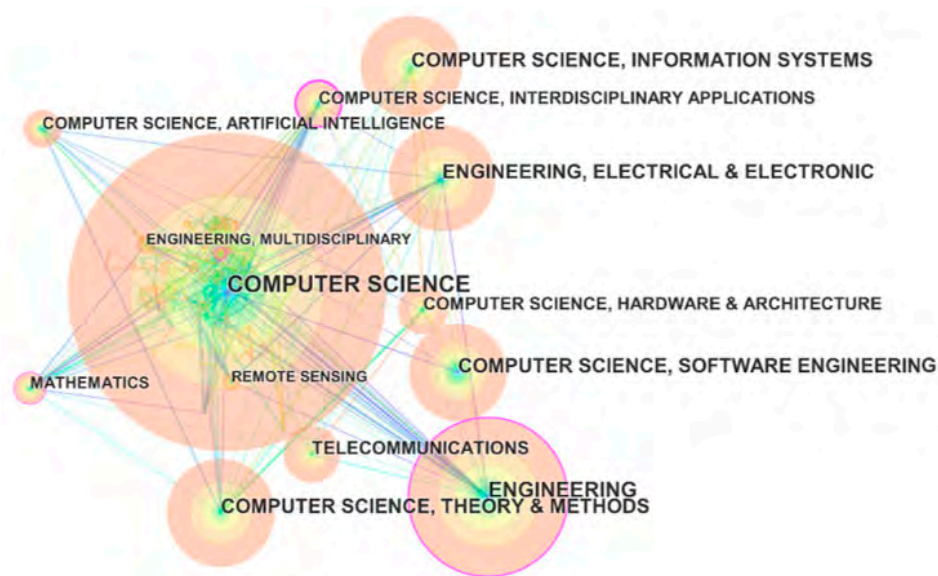 COMPUTER SCIENCE, INFORMATION SYSTEMS
COMPUTER SCIENCE, INTERDISCIPLINARY APPLICATIONS
COMPUTER SCIENCE, ARTIFICIAL INTELLIGENCE
ENGINEERING, ELECTRICAL & ELECTRONIC
ENGINEERING, MULTIDISCIPLINARY
COMPUTER SCIENCE
COMPUTER SCIENCE, HARDWARE & ARCHITECTURE
COMPUTER SCIENCE, SOFTWARE ENGINEERING
MATHEMATICS
REMOTE SENSING
TELECOMMUNICATIONS
ENGINEERING
COMPUTER SCIENCE, THEORY & METHODS